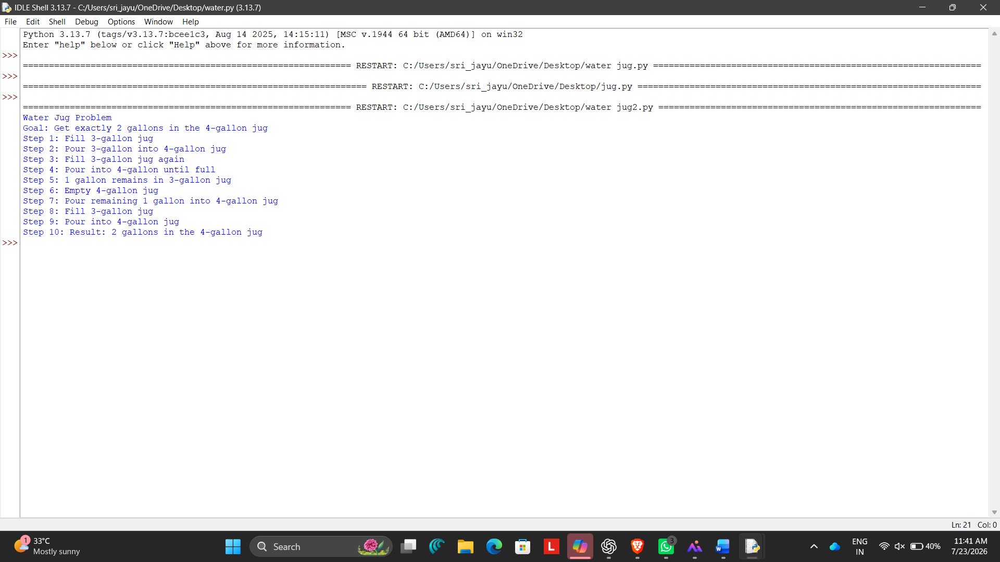 IDLE Shell 3.13.7 - C:/Users/sri_jayu/OneDrive/Desktop/water.py (3.13.7)
File Edit Shell Debug Options Window Help
Python 3.13.7 (tags/v3.13.7:bcee1c3, Aug 14 2025, 14:15:11) [MSC v.1944 64 bit (AMD64)] on win32
Enter "help" below or click "Help" above for more information.
>>>
=============================================================== RESTART: C:/Users/sri_jayu/OneDrive/Desktop/water jug.py ===============================================================
>>>
================================================================== RESTART: C:/Users/sri_jayu/OneDrive/Desktop/jug.py ==================================================================
>>>
=============================================================== RESTART: C:/Users/sri_jayu/OneDrive/Desktop/water jug2.py ==============================================================
Water Jug Problem
Goal: Get exactly 2 gallons in the 4-gallon jug
Step 1: Fill 3-gallon jug
Step 2: Pour 3-gallon into 4-gallon jug
Step 3: Fill 3-gallon jug again
Step 4: Pour into 4-gallon until full
Step 5: 1 gallon remains in 3-gallon jug
Step 6: Empty 4-gallon jug
Step 7: Pour remaining 1 gallon into 4-gallon jug
Step 8: Fill 3-gallon jug
Step 9: Pour into 4-gallon jug
Step 10: Result: 2 gallons in the 4-gallon jug
>>>
Ln: 21 Col: 0
1
33°C
Mostly sunny
Search
L
3
W
ENG
IN
40%
11:41 AM
7/23/2026